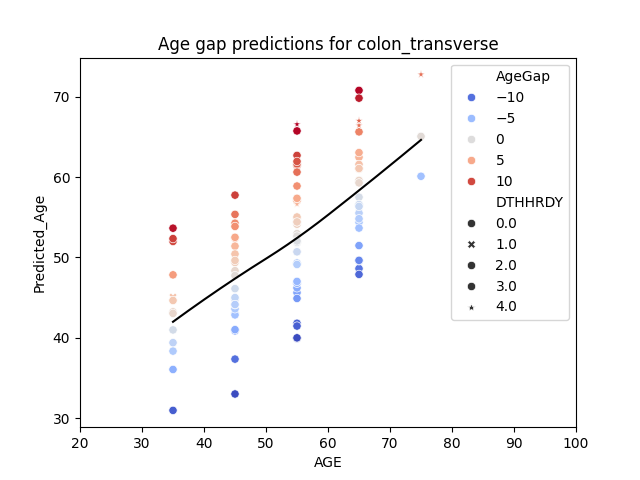 Age gap predictions for colon_transverse
Predicted_Age
70
60
50
40
30
20 30 40 50 60 70 80 90 100
AGE
AgeGap
−10
−5
0
5
10
DTHHRDY
0.0
1.0
2.0
3.0
4.0